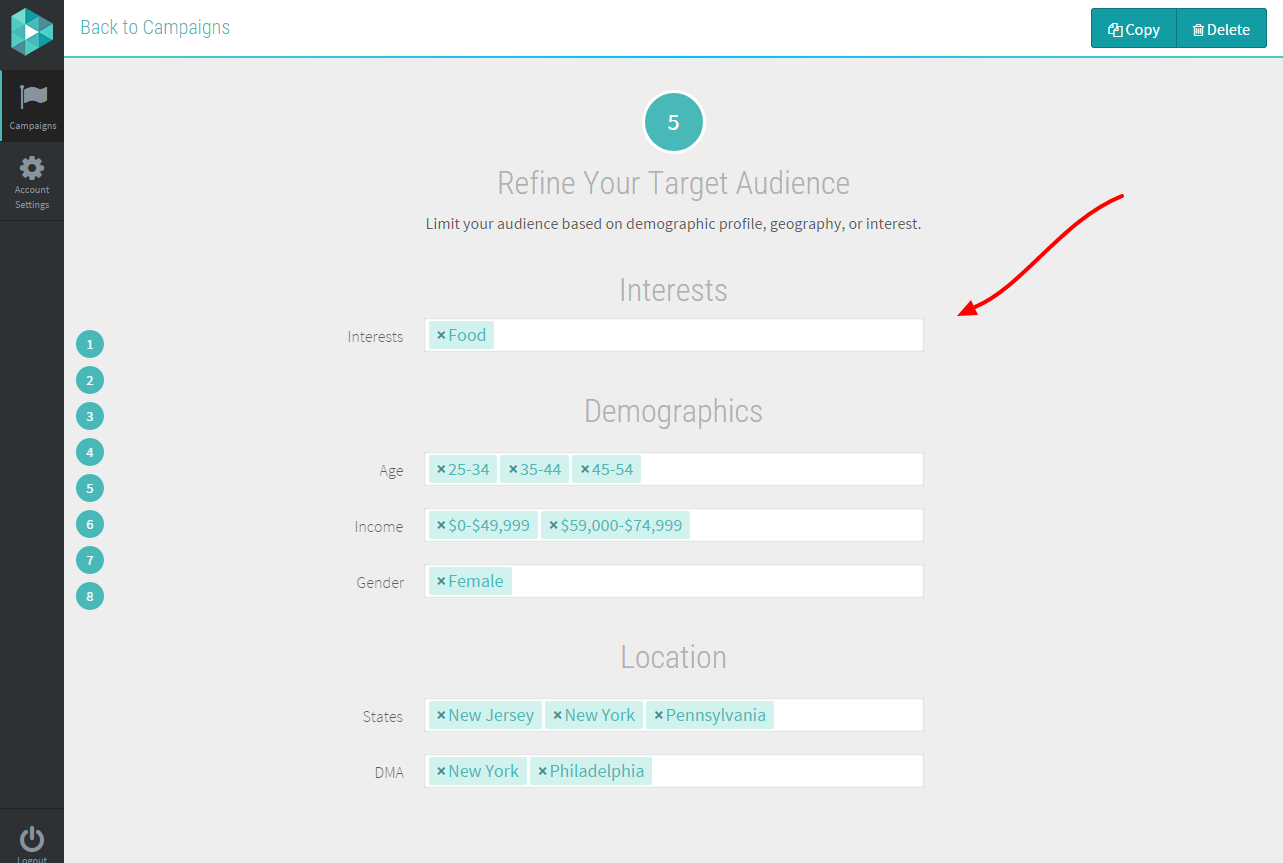 Back to Campaigns
Copy
Delete
Campaigns
Account
Settings
5
Refine Your Target Audience
Limit your audience based on demographic profile, geography, or interest.
Interests
Interests ×Food
1
2
3
4
5
6
7
8
Demographics
Age ×25-34 ×35-44 ×45-54
Income ×$0-$49,999 ×$59,000-$74,999
Gender ×Female
Location
States ×New Jersey ×New York ×Pennsylvania
DMA ×New York ×Philadelphia
Logout